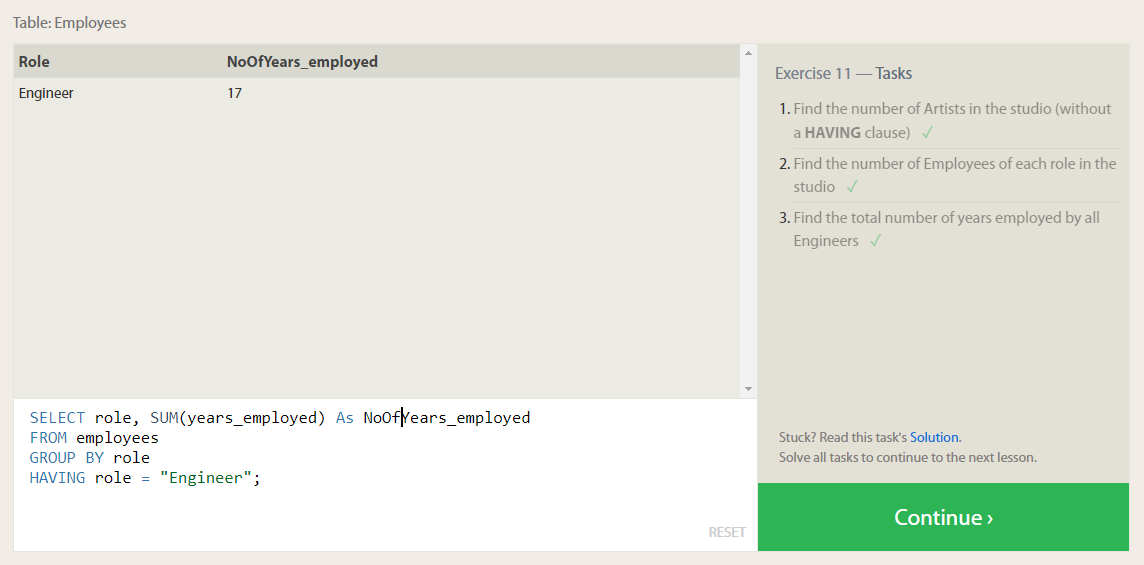 Table: Employees
Role NoOfYears_employed
Engineer 17
SELECT role, SUM(years_employed) As NoOfYears_employed
FROM employees
GROUP BY role
HAVING role = "Engineer";
RESET
Exercise 11 — Tasks
1. Find the number of Artists in the studio (without
a HAVING clause) ✓
2. Find the number of Employees of each role in the
studio ✓
3. Find the total number of years employed by all
Engineers ✓
Stuck? Read this task's Solution.
Solve all tasks to continue to the next lesson.
Continue ›